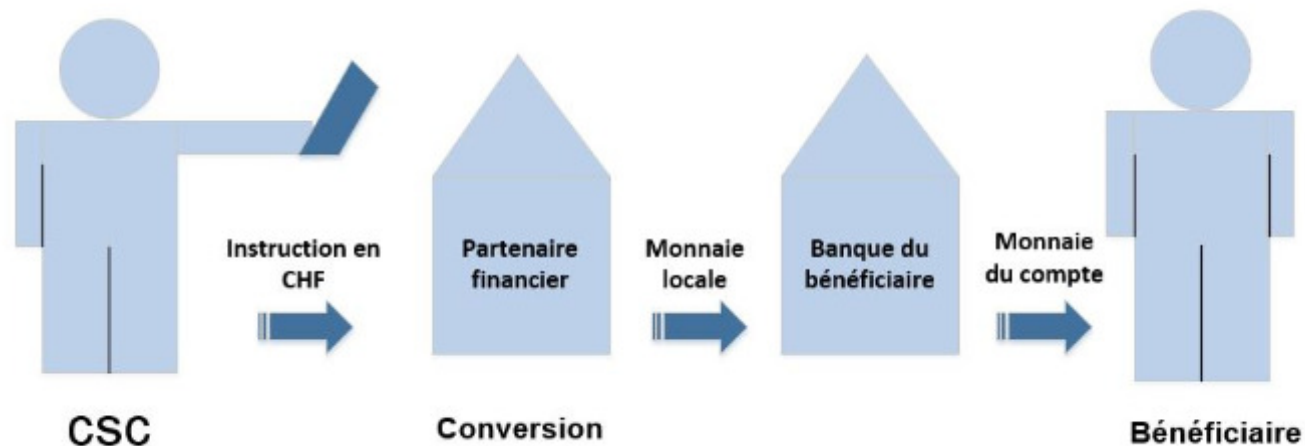 Instruction en
CHF
Partenaire
financier
Monnaie
locale
Banque du
bénéficiaire
Monnaie
du compte
CSC
Conversion
Bénéficiaire